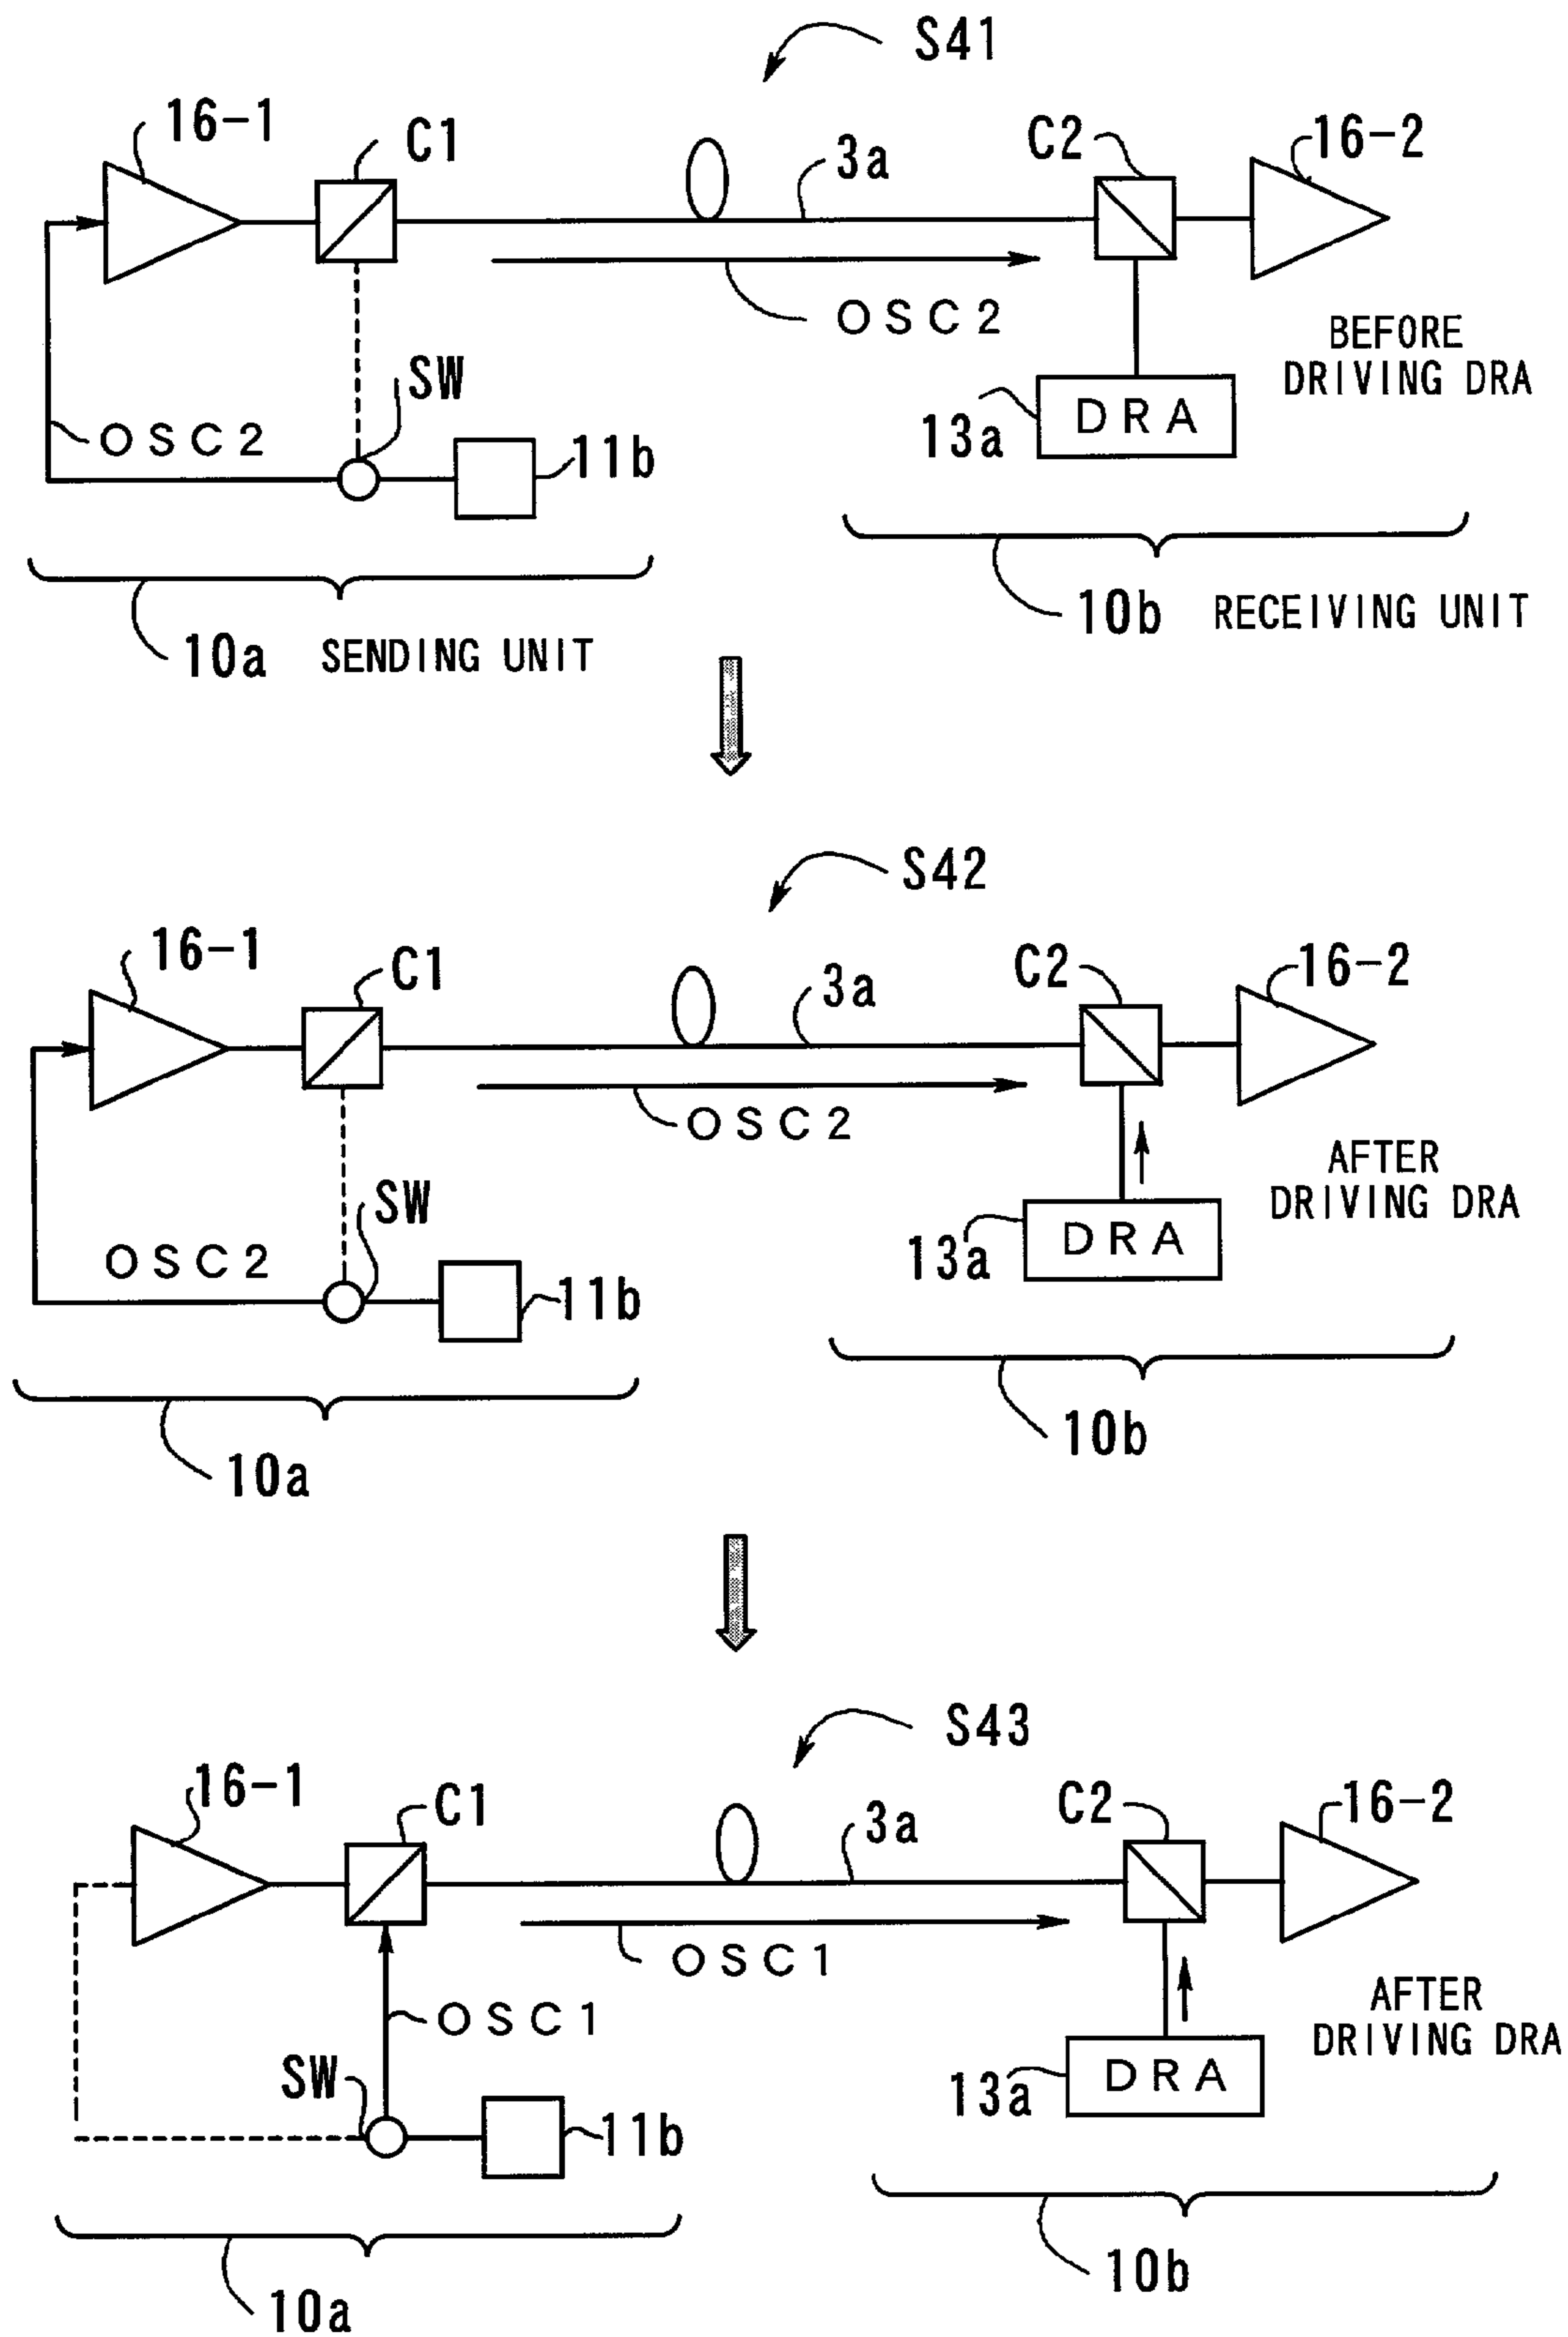 S41
16-1
C1
3a
C2
16-2
OSC2
BEFORE
DRIVING DRA
SW
DRA
13a
OSC2
11b
10b RECEIVING UNIT
10a SENDING UNIT
S42
16-1
C1
3a
C2
16-2
OSC2
AFTER
DRIVING DRA
SW
DRA
13a
OSC2
11b
10b
10a
S43
16-1
C1
3a
C2
16-2
OSC1
AFTER
DRIVING DRA
OSC1
SW
DRA
13a
11b
10b
10a